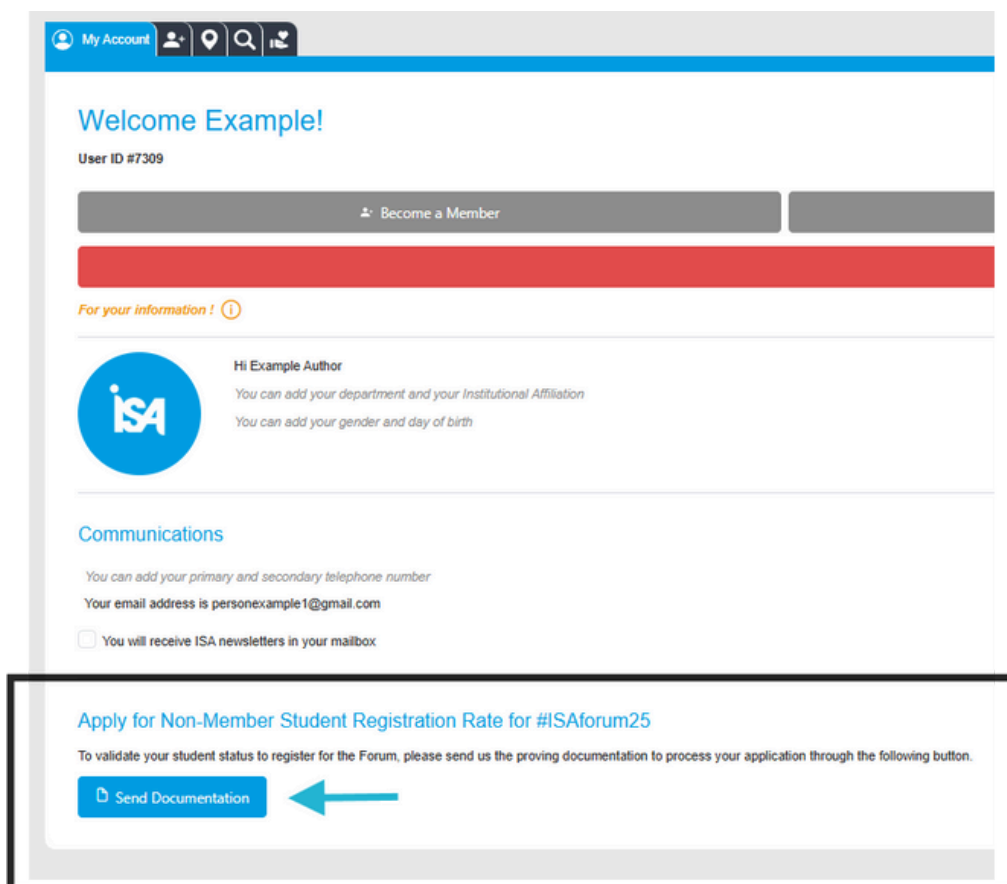 My Account
Welcome Example!
User ID #7309
Become a Member
For your information !
Hi Example Author
You can add your department and your Institutional Affiliation
You can add your gender and day of birth
isa
Communications
You can add your primary and secondary telephone number
Your email address is personexample1@gmail.com
You will receive ISA newsletters in your mailbox
Apply for Non-Member Student Registration Rate for #ISAforum25
To validate your student status to register for the Forum, please send us the proving documentation to process your application through the following button.
Send Documentation